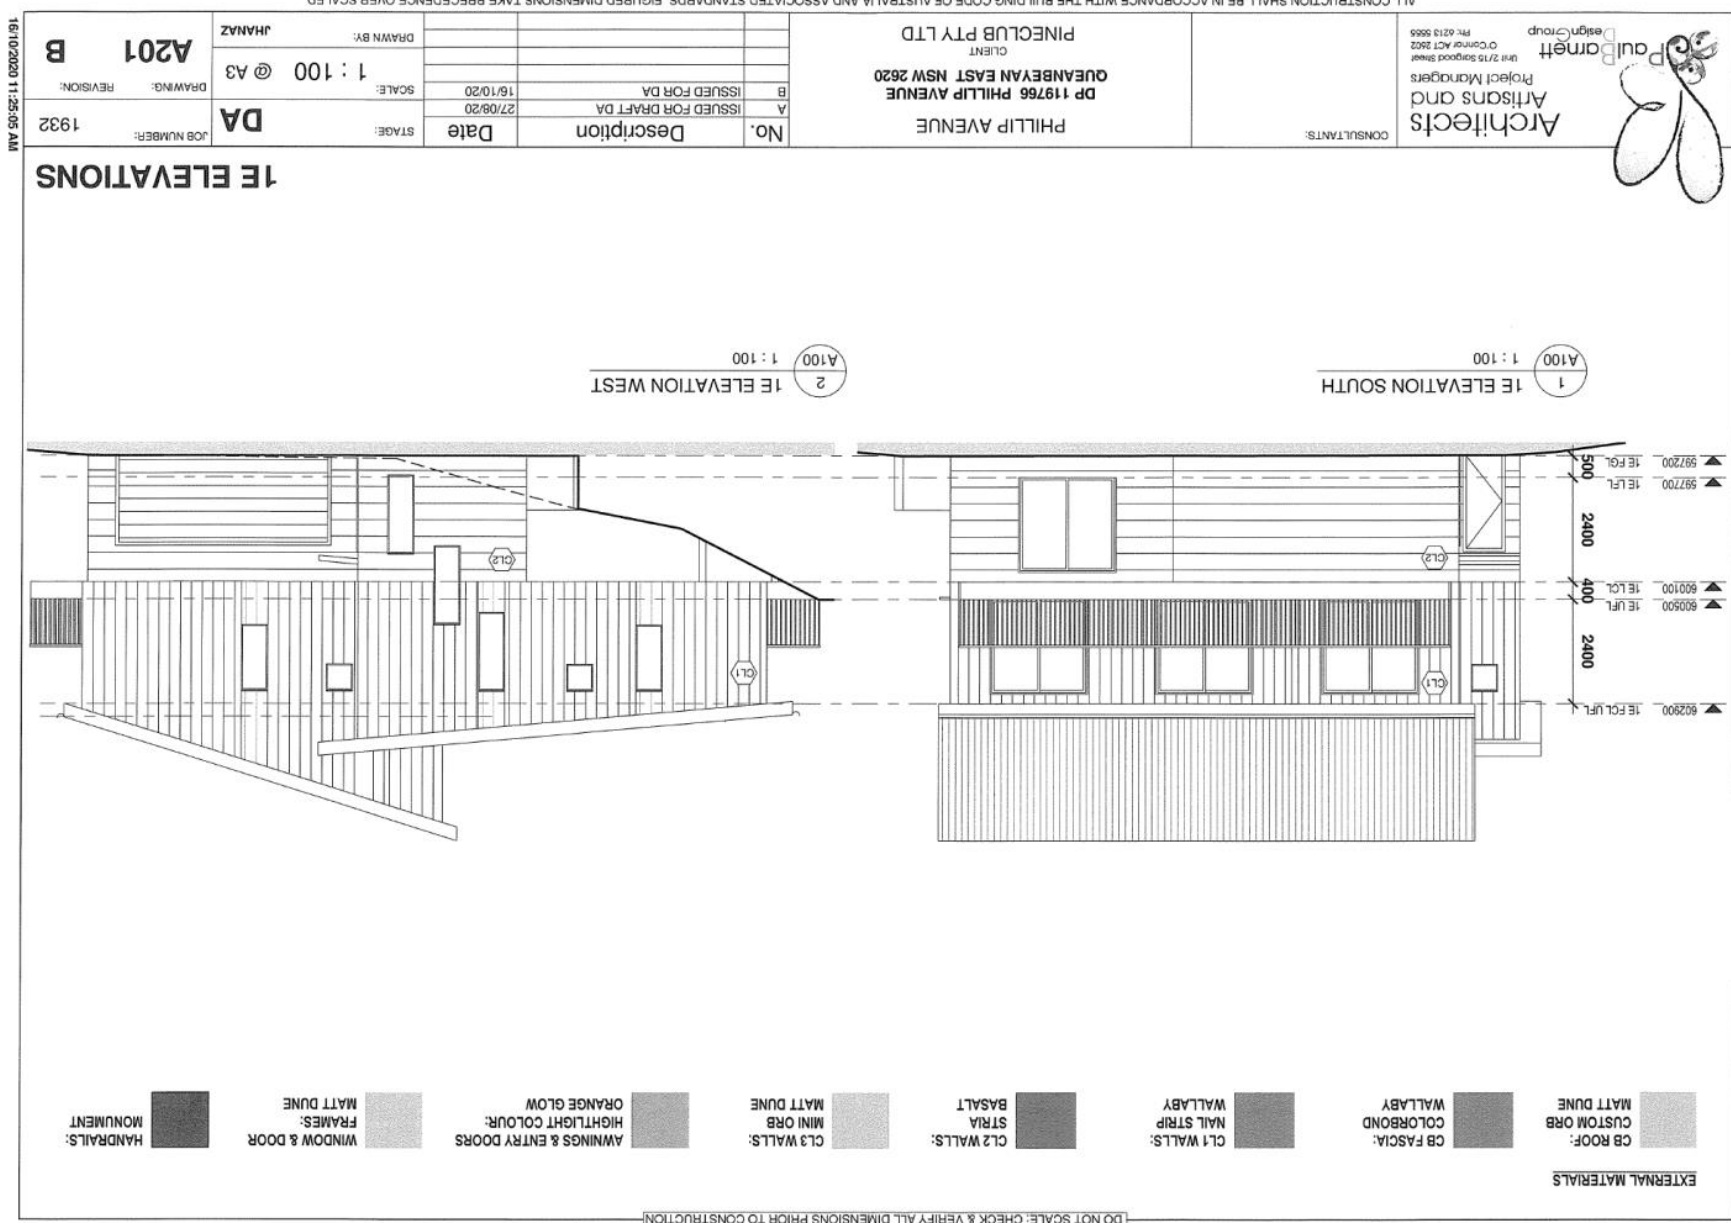 DO NOT SCALE: CHECK & VERIFY ALL DIMENSIONS PRIOR TO CONSTRUCTION
EXTERNAL MATERIALS
CB ROOF:
CUSTOM ORB
MATT DUNE
CB FASCIA:
COLORBOND
WALLABY
CL1 WALLS:
NAIL STRIP
WALLABY
CL2 WALLS:
STRIA
BASALT
CL3 WALLS:
MINI ORB
MATT DUNE
AWNINGS & ENTRY DOORS
HIGHTLIGHT COLOUR:
ORANGE GLOW
WINDOW & DOOR
FRAMES:
MATT DUNE
HANDRAILS:
MONUMENT
602900 1E FCL UFL
2400
600500 1E UFL
400
600100 1E LCL
2400
597700 1E LFL
500
597200 1E FGL
CL1
CL2
CL1
CL2
1
A100
1E ELEVATION SOUTH
1 : 100
2
A100
1E ELEVATION WEST
1 : 100
1E ELEVATIONS
Architects
Artisans and
Project Managers
Paul Barnett
DesignGroup
Unit 2/15 Sargood Street
O'Connor ACT 2602
PH: 6213 5555
CONSULTANTS:
PHILLIP AVENUE
DP 119766 PHILLIP AVENUE
QUEANBEYAN EAST NSW 2620
CLIENT
PINECLUB PTY LTD
No. Description Date
A ISSUED FOR DRAFT DA 27/08/20
B ISSUED FOR DA 16/10/20
STAGE: DA
SCALE: 1 : 100 @ A3
DRAWN BY: JHANAZ
JOB NUMBER: 1932
DRAWING: A201
REVISION: B
ALL CONSTRUCTION SHALL BE IN ACCORDANCE WITH THE BUILDING CODE OF AUSTRALIA AND ASSOCIATED STANDARDS. FIGURED DIMENSIONS TAKE PRECEDENCE OVER SCALED
16/10/2020 11:25:05 AM